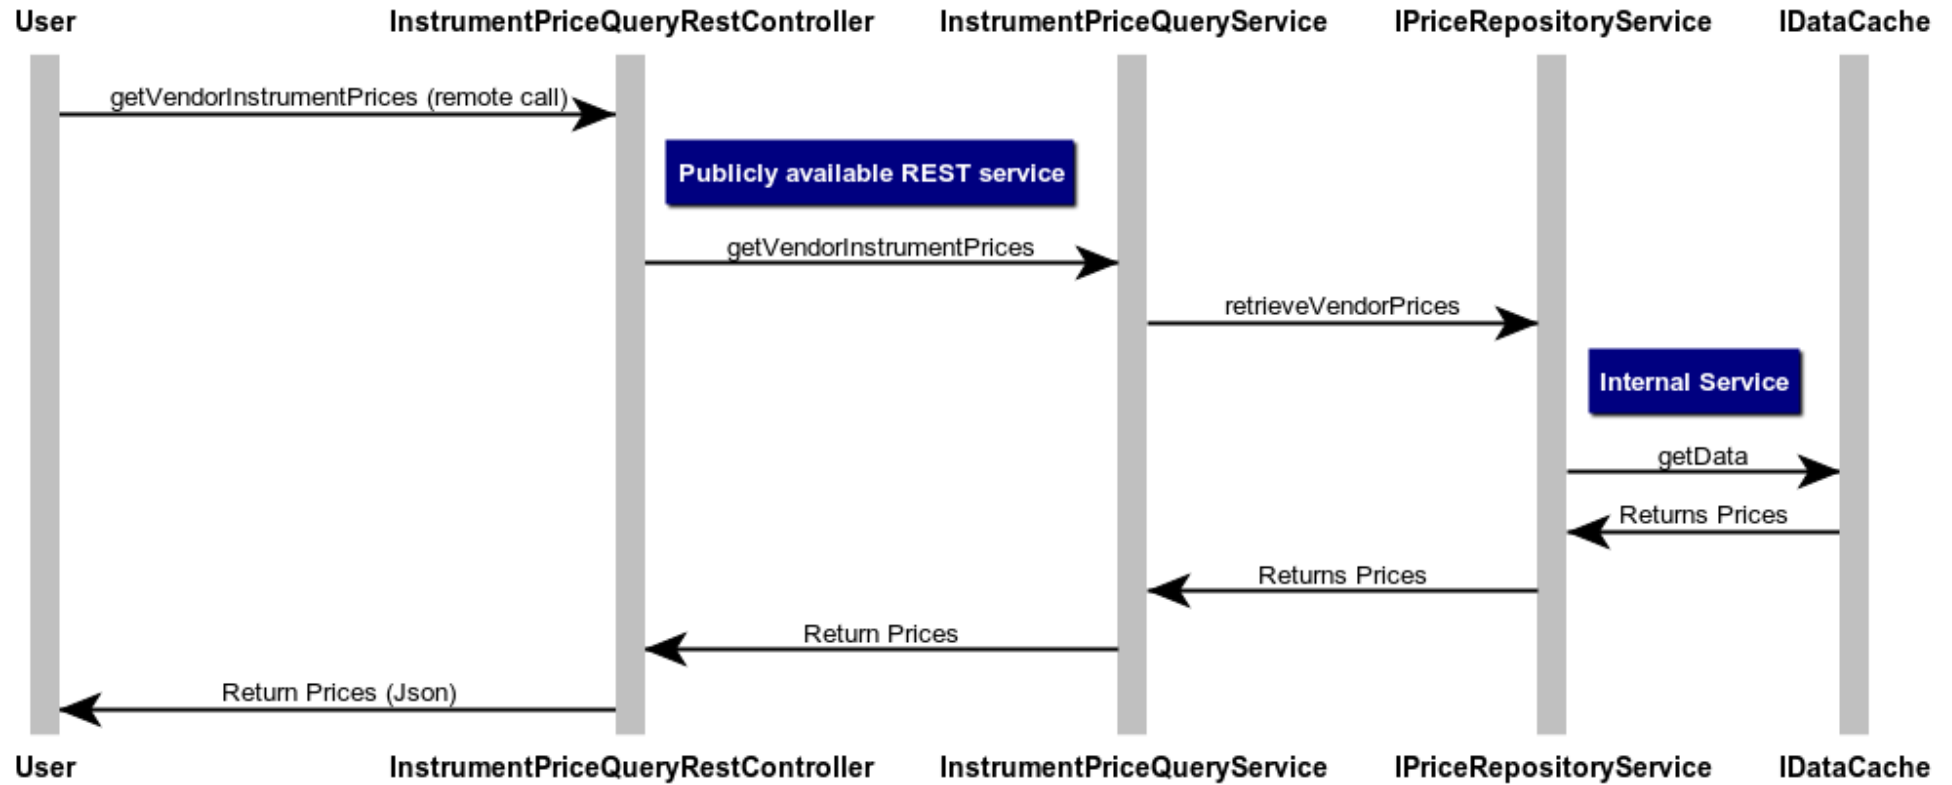 User InstrumentPriceQueryRestController InstrumentPriceQueryService IPriceRepositoryService IDataCache
getVendorInstrumentPrices (remote call)
Publicly available REST service
getVendorInstrumentPrices
retrieveVendorPrices
Internal Service
getData
Returns Prices
Returns Prices
Return Prices
Return Prices (Json)
User InstrumentPriceQueryRestController InstrumentPriceQueryService IPriceRepositoryService IDataCache